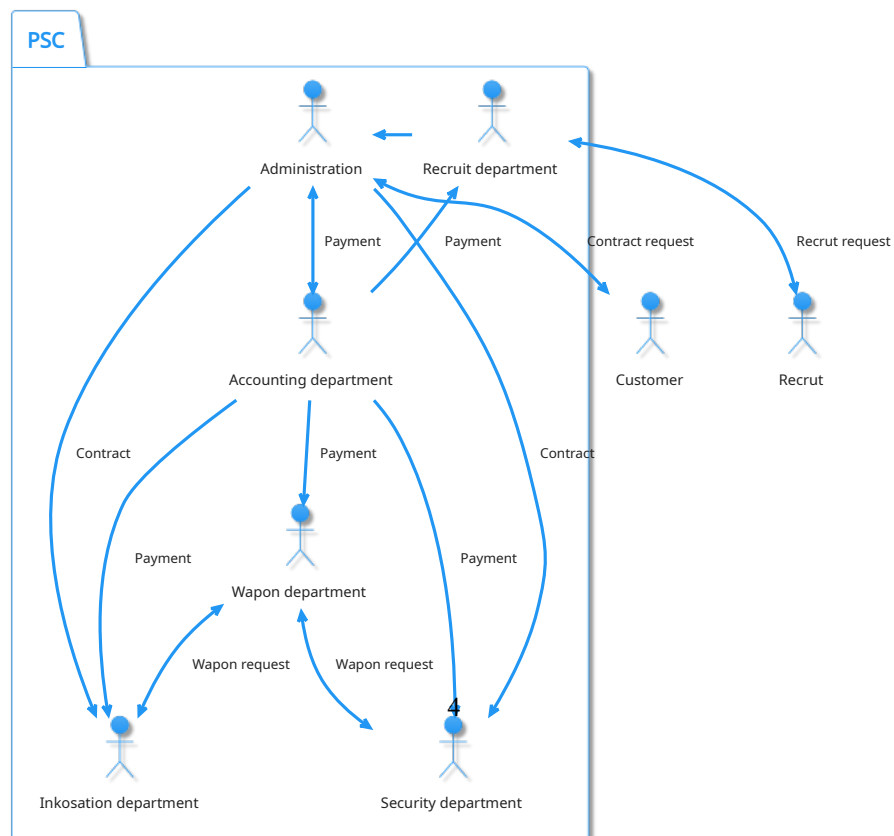 PSC
Administration
Recruit department
Payment
Payment
Contract request
Recrut request
Accounting department
Customer
Recrut
Contract
Payment
Contract
Payment
Payment
Wapon department
Wapon request
Wapon request
4
Inkosation department
Security department